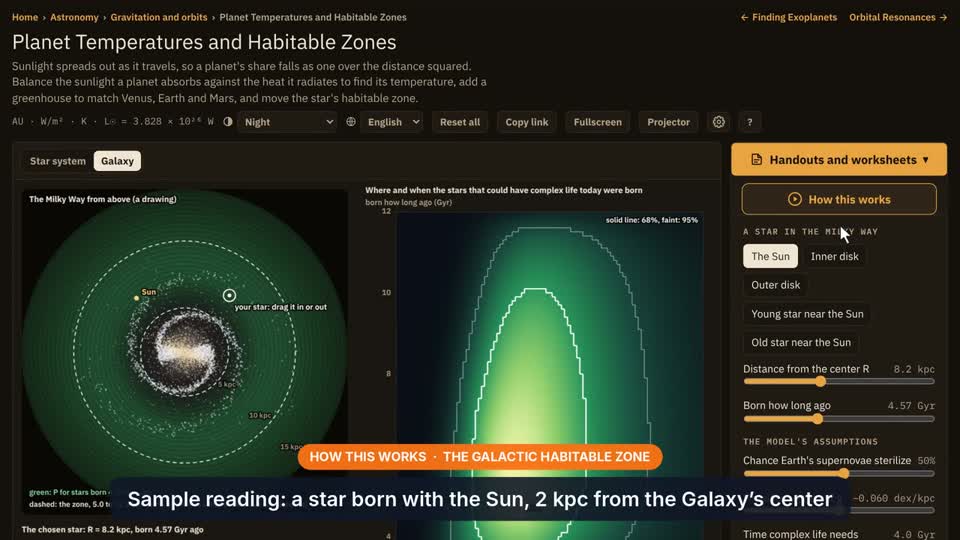 Home › Astronomy › Gravitation and orbits › Planet Temperatures and Habitable Zones
← Finding Exoplanets Orbital Resonances →
Planet Temperatures and Habitable Zones
Sunlight spreads out as it travels, so a planet's share falls as one over the distance squared.
Balance the sunlight a planet absorbs against the heat it radiates to find its temperature, add a
greenhouse to match Venus, Earth and Mars, and move the star's habitable zone.
AU · W/m² · K · L☉ = 3.828 × 10²⁶ W
Night
English
Reset all
Copy link
Fullscreen
Projector
?
Star system
Galaxy
Handouts and worksheets ▾
How this works
The Milky Way from above (a drawing)
Sun
your star: drag it in or out
5 kpc
10 kpc
15 kpc
green: P for stars born
dashed: the zone, 5.0 to
The chosen star: R = 8.2 kpc, born 4.57 Gyr ago
Where and when the stars that could have complex life today were born
born how long ago (Gyr)
solid line: 68%, faint: 95%
12
10
8
4
A STAR IN THE MILKY WAY
The Sun
Inner disk
Outer disk
Young star near the Sun
Old star near the Sun
Distance from the center R 8.2 kpc
Born how long ago 4.57 Gyr
THE MODEL'S ASSUMPTIONS
Chance Earth's supernovae sterilize 50%
−0.060 dex/kpc
Time complex life needs 4.0 Gyr
HOW THIS WORKS · THE GALACTIC HABITABLE ZONE
Sample reading: a star born with the Sun, 2 kpc from the Galaxy's center